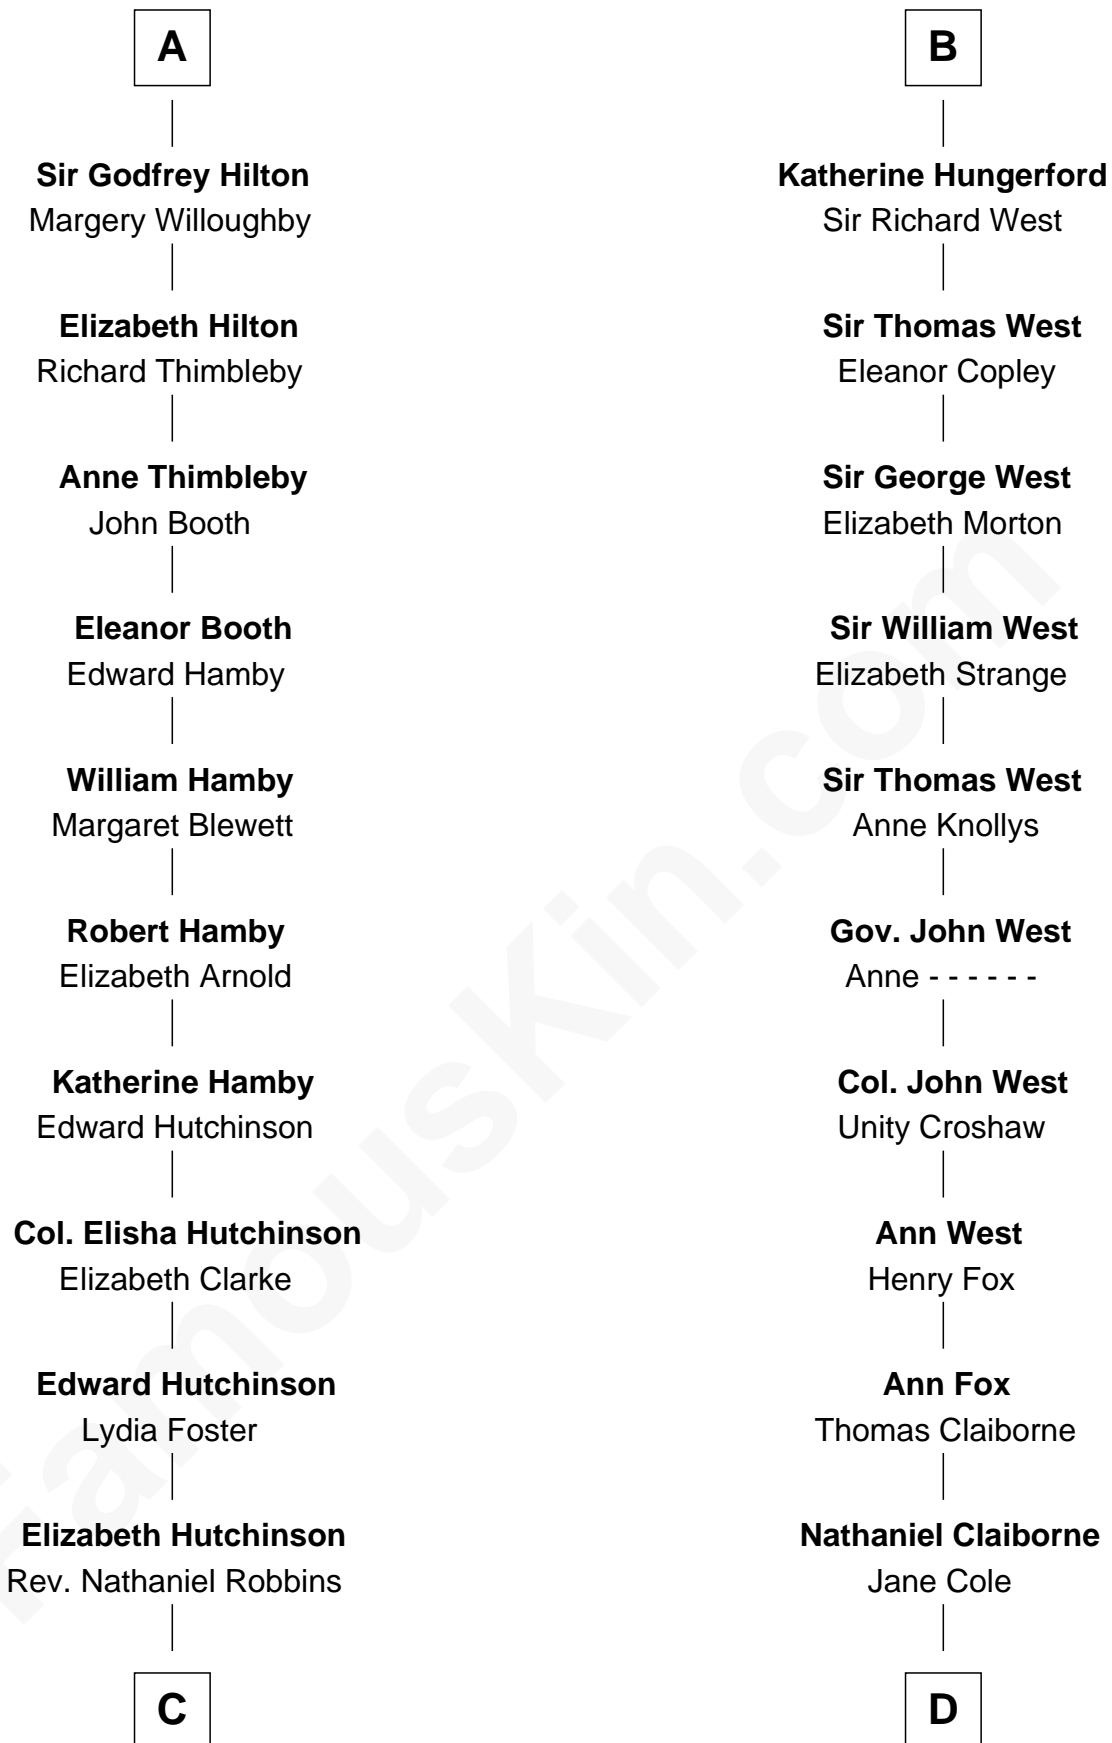 A
Sir Godfrey Hilton
Margery Willoughby
Elizabeth Hilton
Richard Thimbleby
Anne Thimbleby
John Booth
Eleanor Booth
Edward Hamby
William Hamby
Margaret Blewett
Robert Hamby
Elizabeth Arnold
Katherine Hamby
Edward Hutchinson
Col. Elisha Hutchinson
Elizabeth Clarke
Edward Hutchinson
Lydia Foster
Elizabeth Hutchinson
Rev. Nathaniel Robbins
C
B
Katherine Hungerford
Sir Richard West
Sir Thomas West
Eleanor Copley
Sir George West
Elizabeth Morton
Sir William West
Elizabeth Strange
Sir Thomas West
Anne Knollys
Gov. John West
Anne - - - - - -
Col. John West
Unity Croshaw
Ann West
Henry Fox
Ann Fox
Thomas Claiborne
Nathaniel Claiborne
Jane Cole
D
FamousKin.com